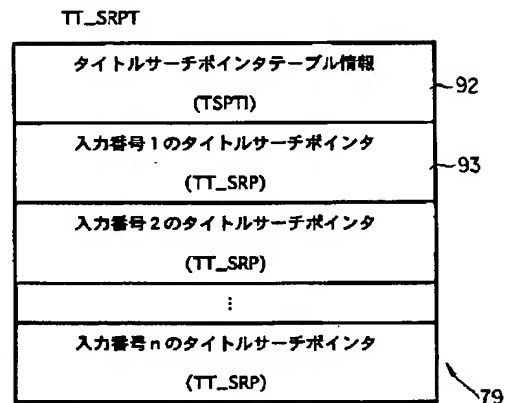 TT_SRPT
タイトルサーチポインタテーブル情報
(TSPTI)
92
入力番号1のタイトルサーチポインタ
(TT_SRP)
93
入力番号2のタイトルサーチポインタ
(TT_SRP)
⋮
入力番号nのタイトルサーチポインタ
(TT_SRP)
79